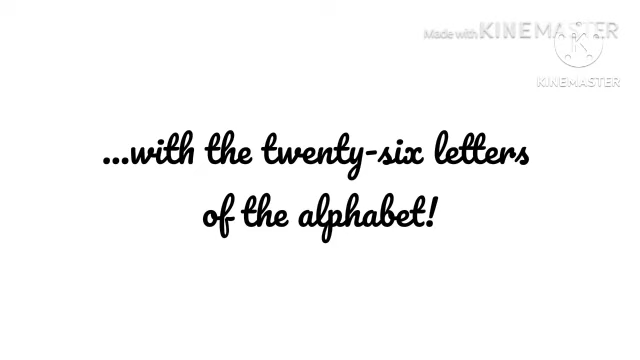 Made with KINEMASTER
KINEMASTER
...with the twenty-six letters
of the alphabet!